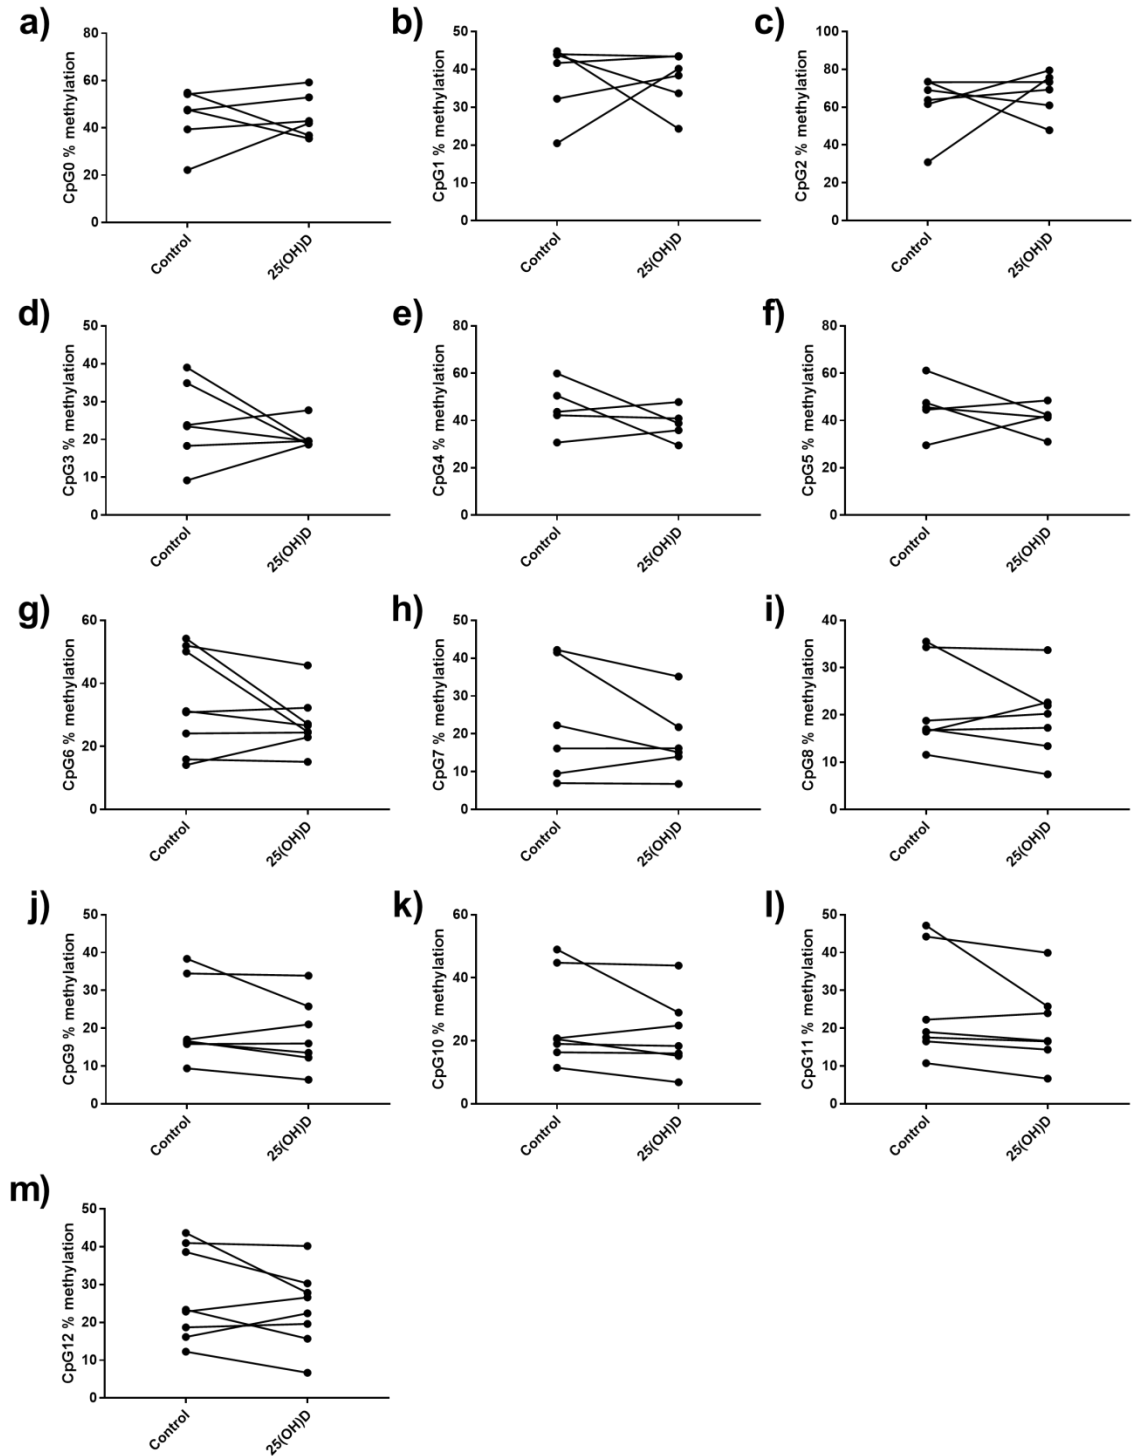 a)
CpG0 % methylation
80
60
40
20
0
Control
25(OH)D
b)
CpG1 % methylation
50
40
30
20
10
0
Control
25(OH)D
c)
CpG2 % methylation
100
80
60
40
20
0
Control
25(OH)D
d)
CpG3 % methylation
50
40
30
20
10
0
Control
25(OH)D
e)
CpG4 % methylation
80
60
40
20
0
Control
25(OH)D
f)
CpG5 % methylation
80
60
40
20
0
Control
25(OH)D
g)
CpG6 % methylation
60
40
20
0
Control
25(OH)D
h)
CpG7 % methylation
50
40
30
20
10
0
Control
25(OH)D
i)
CpG8 % methylation
40
30
20
10
0
Control
25(OH)D
j)
CpG9 % methylation
50
40
30
20
10
0
Control
25(OH)D
k)
CpG10 % methylation
60
40
20
0
Control
25(OH)D
l)
CpG11 % methylation
50
40
30
20
10
0
Control
25(OH)D
m)
CpG12 % methylation
50
40
30
20
10
0
Control
25(OH)D